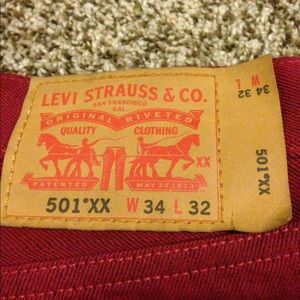 LEVI STRAUSS & CO.
SAN FRANCISCO
CAL.
ORIGINAL RIVETED
QUALITY CLOTHING
XX
PATENTED MAY 20 1873
501®XX W 34 L 32
W L
34 32
501®XX